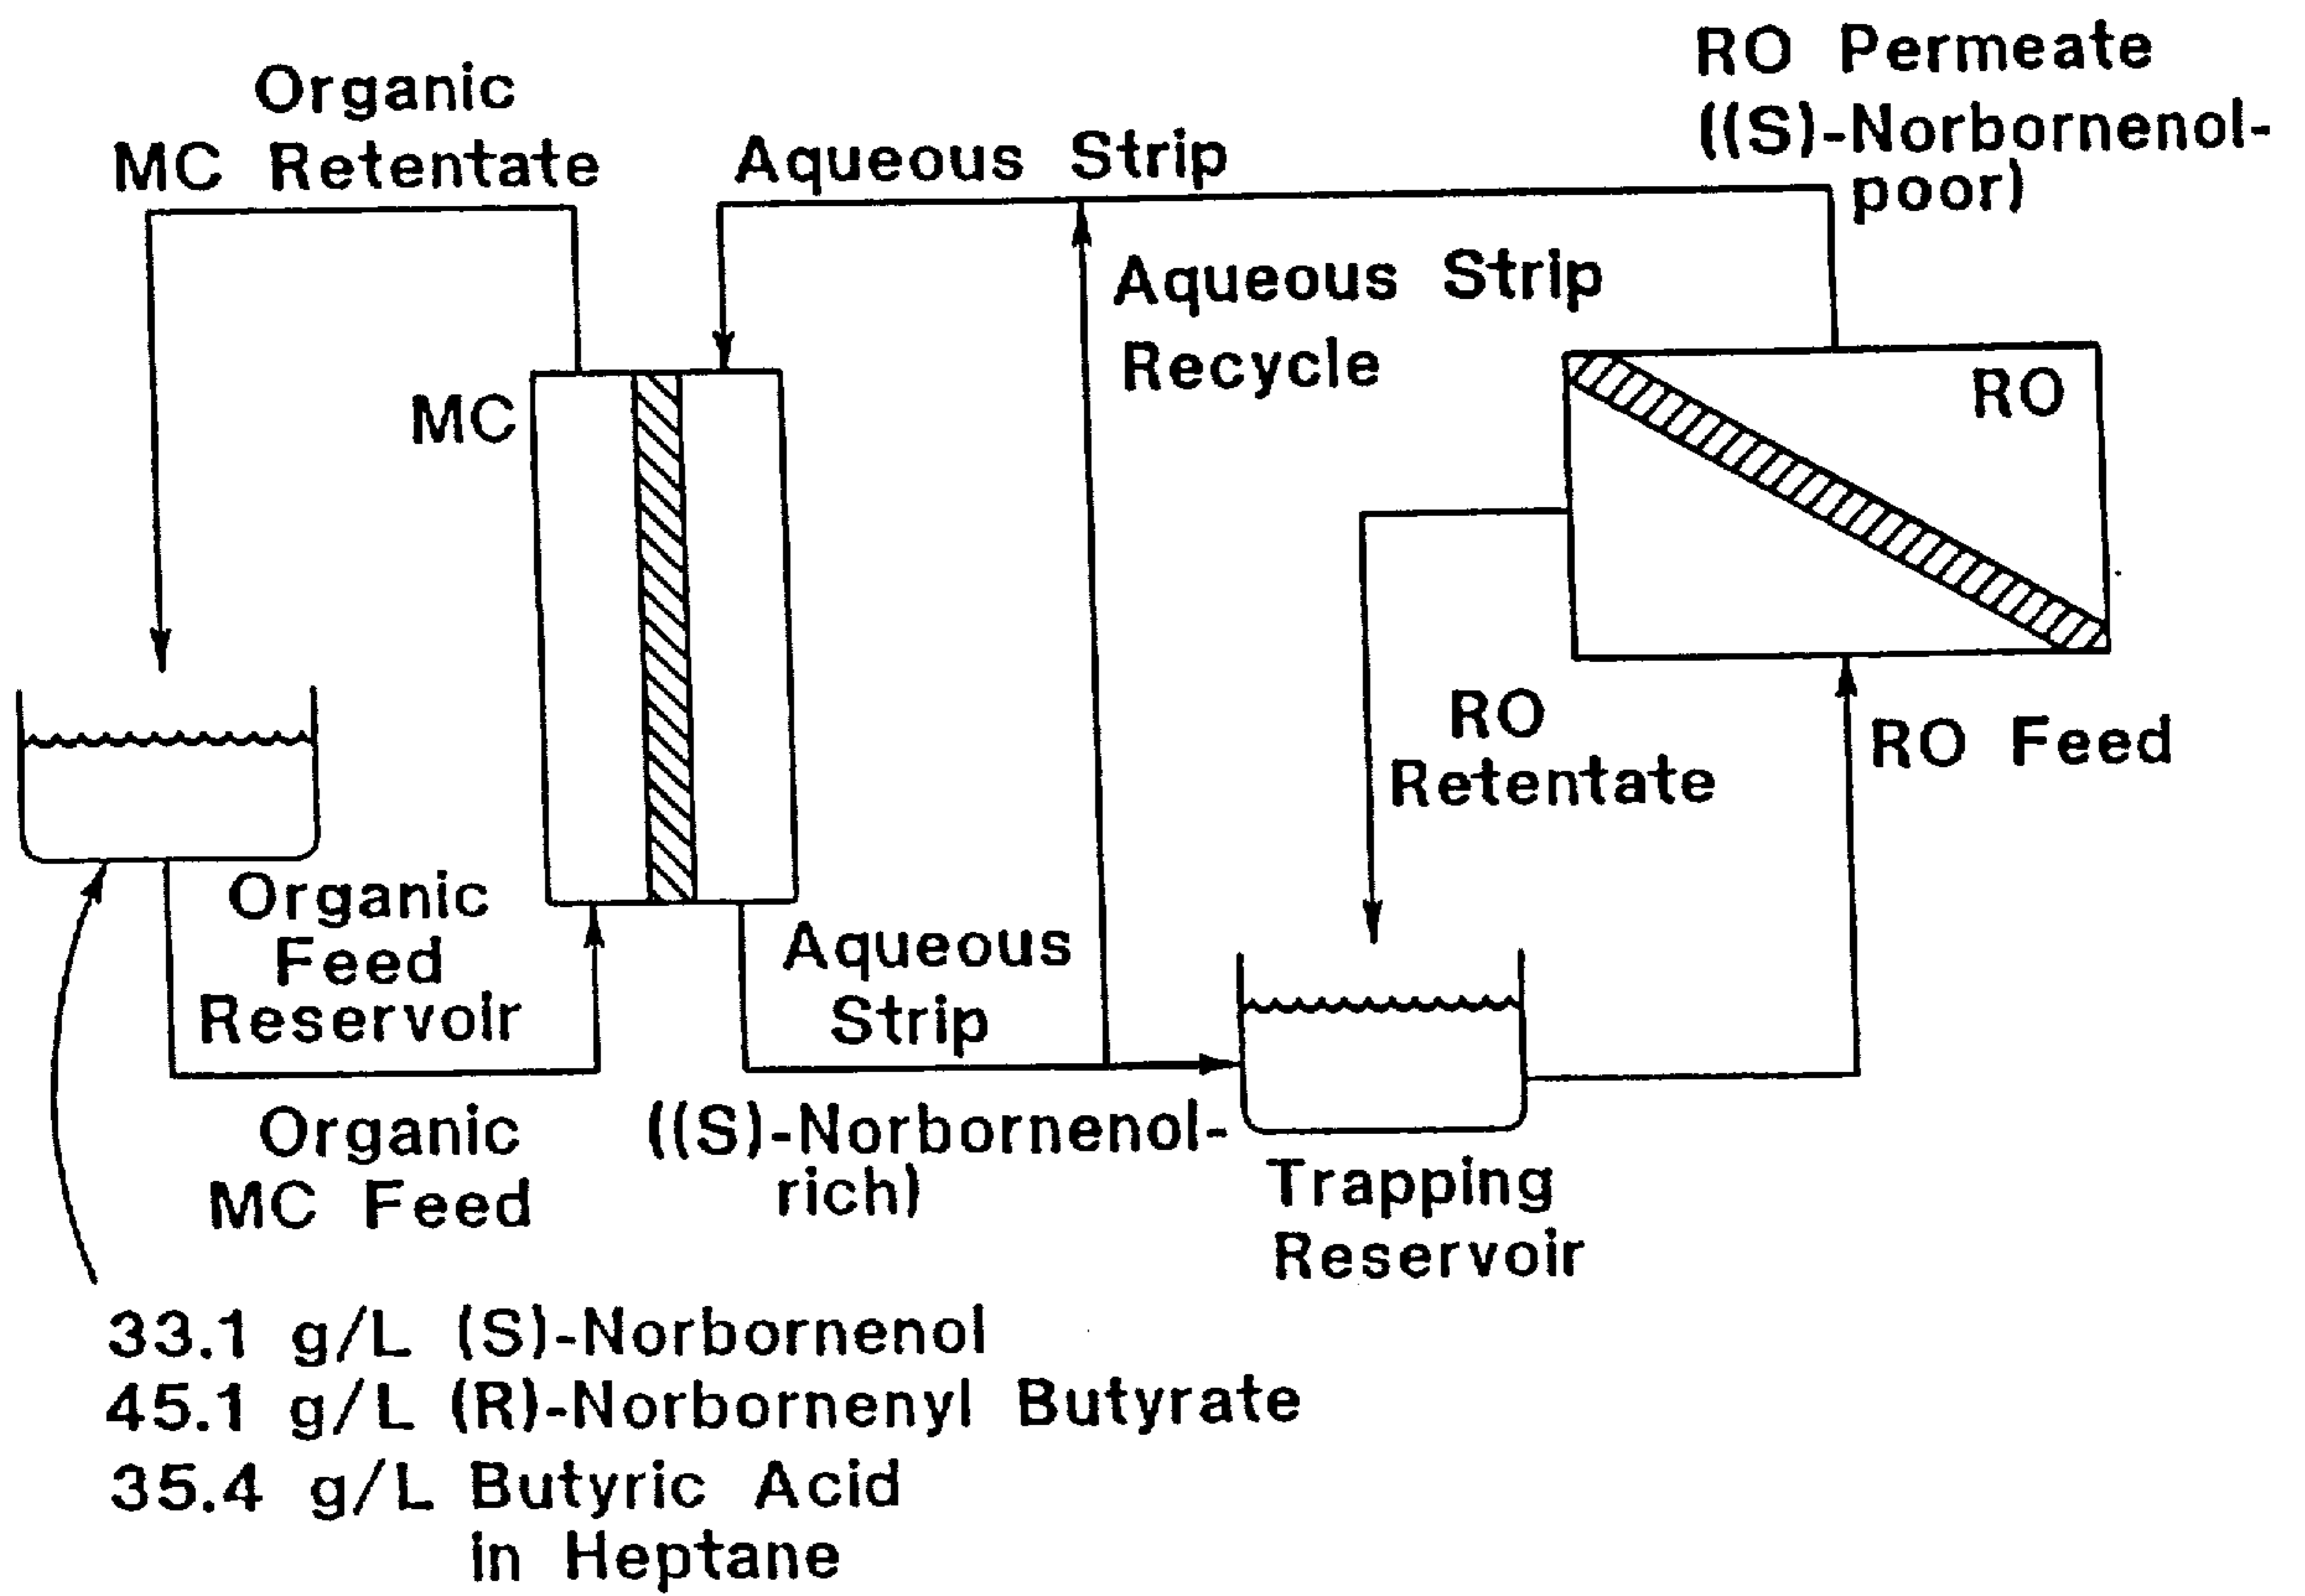 Organic
MC Retentate
Aqueous Strip
RO Permeate
((S)-Norbornenol-
poor)
Aqueous Strip
Recycle
MC
RO
RO
Retentate
RO Feed
Organic
Feed
Reservoir
Aqueous
Strip
Organic
MC Feed
((S)-Norbornenol-
rich)
Trapping
Reservoir
33.1 g/L (S)-Norbornenol
45.1 g/L (R)-Norbornenyl Butyrate
35.4 g/L Butyric Acid
in Heptane